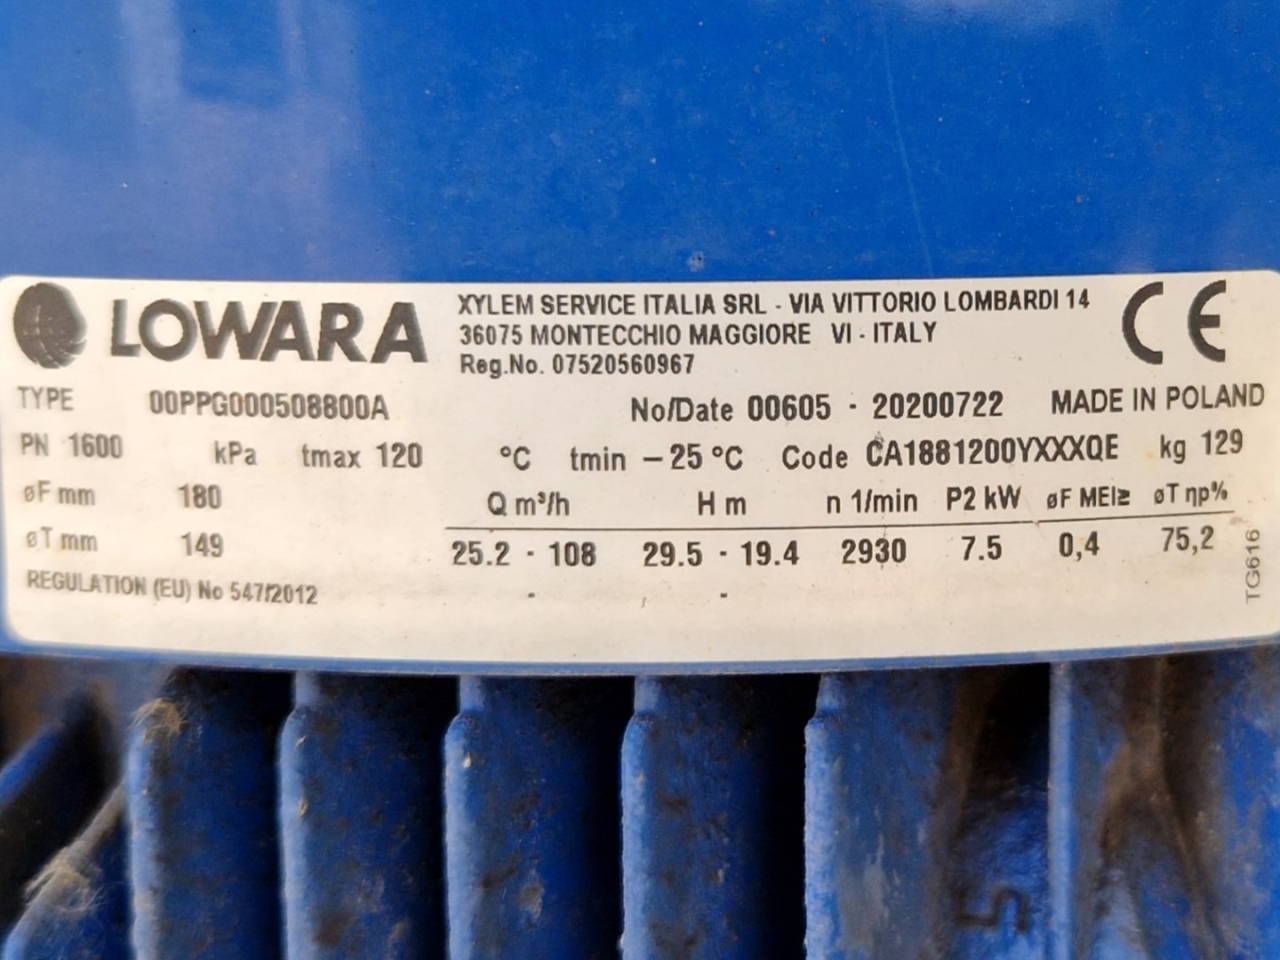 LOWARA
XYLEM SERVICE ITALIA SRL - VIA VITTORIO LOMBARDI 14
36075 MONTECCHIO MAGGIORE VI - ITALY
Reg.No. 07520560967
CE
TYPE 00PPG000508800A No/Date 00605 - 20200722 MADE IN POLAND
PN 1600 kPa tmax 120 °C tmin -25 °C Code CA1881200YXXXQE kg 129
øF mm 180 Q m³/h H m n 1/min P2 kW øF MEI≥ øT ηp%
øT mm 149 25.2 - 108 29.5 - 19.4 2930 7.5 0,4 75,2
REGULATION (EU) No 547/2012 - -
TG616
5